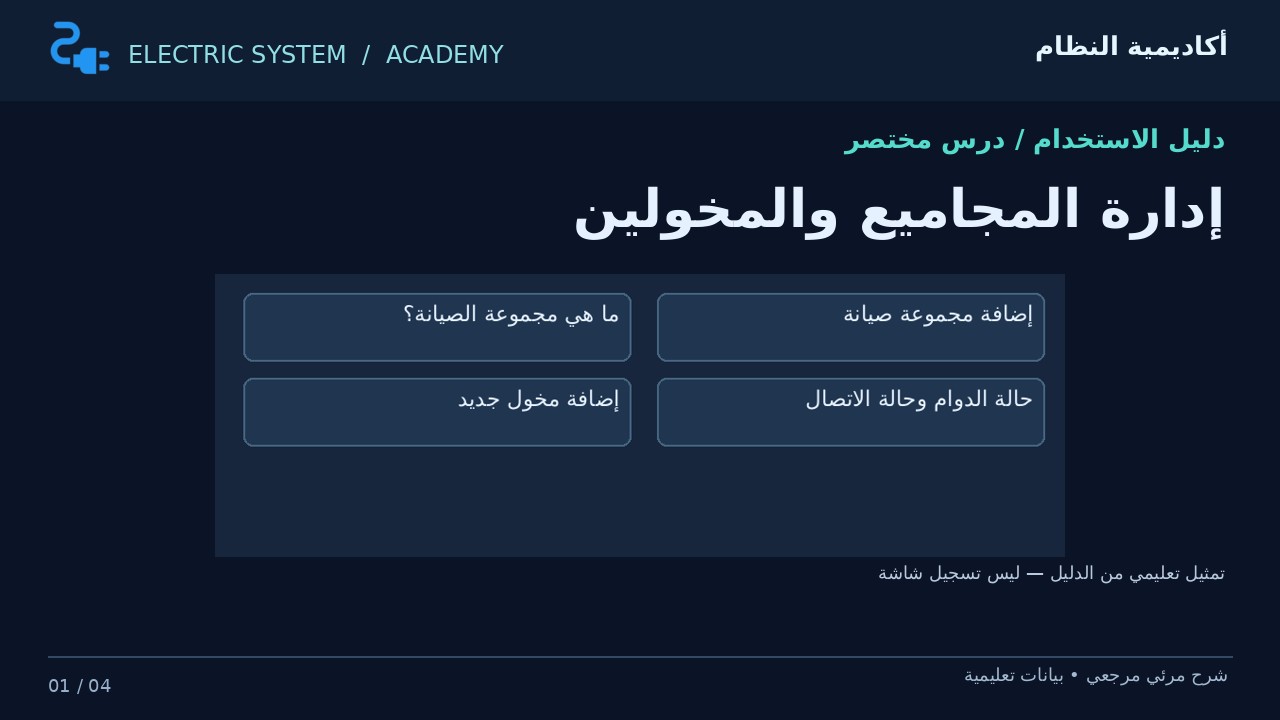 أكاديمية النظام
ELECTRIC SYSTEM / ACADEMY
دليل الاستخدام / درس مختصر
إدارة المجاميع والمخولين
إضافة مجموعة صيانة
ما هي مجموعة الصيانة؟
حالة الدوام وحالة الاتصال
إضافة مخول جديد
تمثيل تعليمي من الدليل — ليس تسجيل شاشة
شرح مرئي مرجعي • بيانات تعليمية
01 / 04